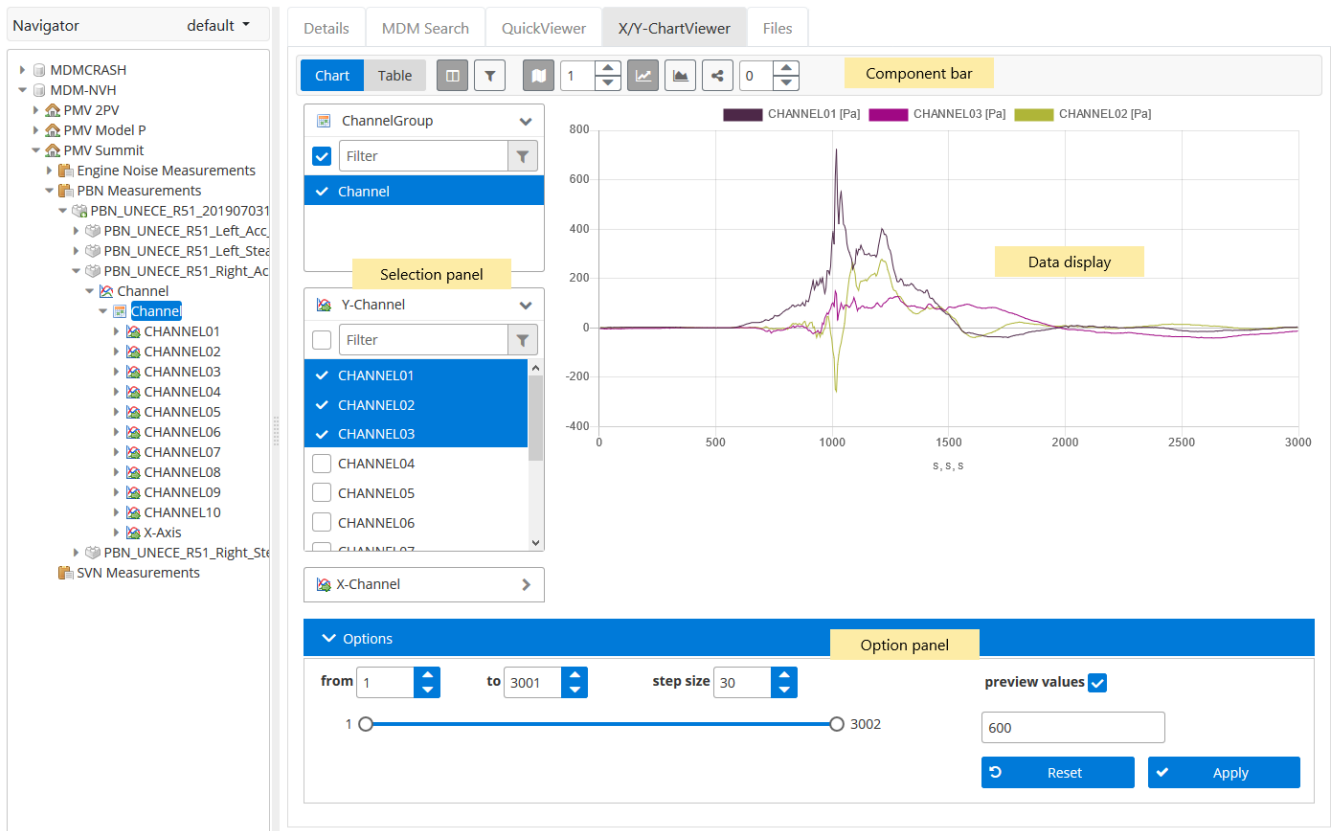 Navigator default
MDMCRASH
MDM-NVH
PMV 2PV
PMV Model P
PMV Summit
Engine Noise Measurements
PBN Measurements
PBN_UNECE_R51_201907031
PBN_UNECE_R51_Left_Acc_
PBN_UNECE_R51_Left_Stea
PBN_UNECE_R51_Right_Ac
Channel
Channel
CHANNEL01
CHANNEL02
CHANNEL03
CHANNEL04
CHANNEL05
CHANNEL06
CHANNEL07
CHANNEL08
CHANNEL09
CHANNEL10
X-Axis
PBN_UNECE_R51_Right_Ste
SVN Measurements
Details MDM Search QuickViewer X/Y-ChartViewer Files
Chart Table 1 0 Component bar
ChannelGroup
Filter
Channel
Selection panel
Y-Channel
Filter
CHANNEL01
CHANNEL02
CHANNEL03
CHANNEL04
CHANNEL05
CHANNEL06
CHANNEL07
X-Channel
CHANNEL01 [Pa] CHANNEL03 [Pa] CHANNEL02 [Pa]
800
600
400
200
0
-200
-400
Data display
0 500 1000 1500 2000 2500 3000
s, s, s
Options
Option panel
from 1 to 3001 step size 30 preview values
1 3002
600
Reset Apply